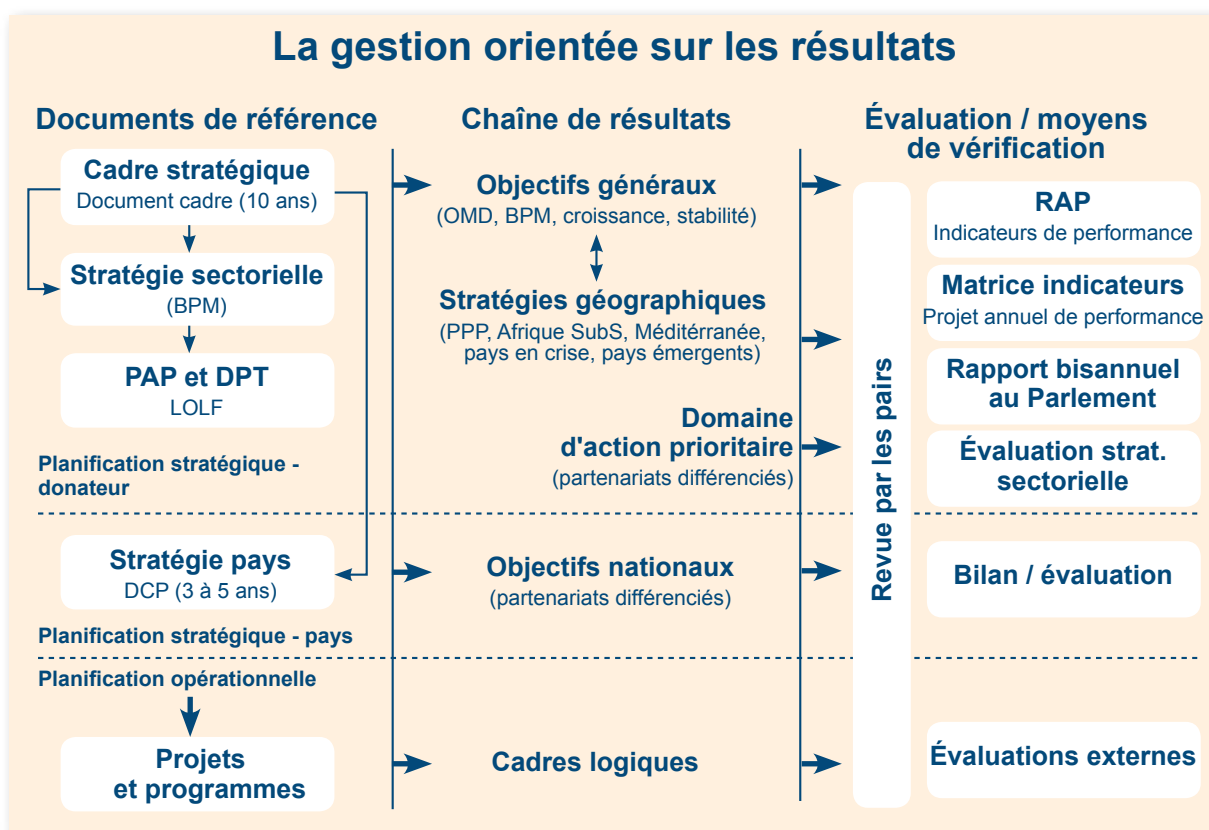 La gestion orientée sur les résultats
Documents de référence
Cadre stratégique
Document cadre (10 ans)
Stratégie sectorielle
(BPM)
PAP et DPT
LOLF
Planification stratégique -
donateur
Stratégie pays
DCP (3 à 5 ans)
Planification stratégique - pays
Planification opérationnelle
Projets
et programmes
Chaîne de résultats
Objectifs généraux
(OMD, BPM, croissance, stabilité)
Stratégies géographiques
(PPP, Afrique SubS, Méditérranée,
pays en crise, pays émergents)
Domaine
d'action prioritaire
(partenariats différenciés)
Objectifs nationaux
(partenariats différenciés)
Cadres logiques
Évaluation / moyens
de vérification
Revue par les pairs
RAP
Indicateurs de performance
Matrice indicateurs
Projet annuel de performance
Rapport bisannuel
au Parlement
Évaluation strat.
sectorielle
Bilan / évaluation
Évaluations externes